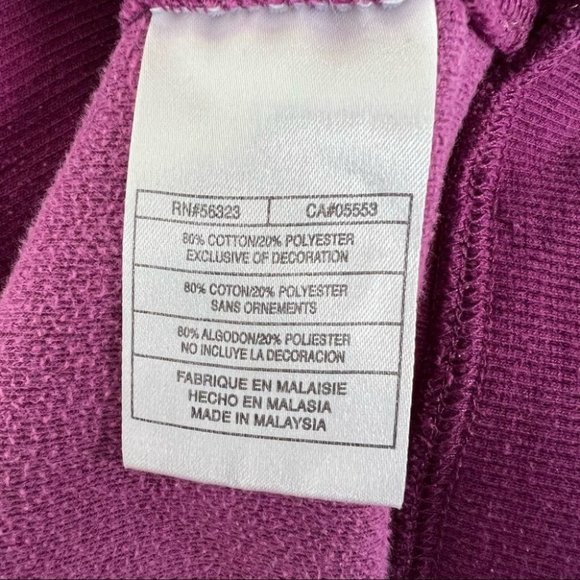 RN#56323 CA#05553
80% COTTON/20% POLYESTER
EXCLUSIVE OF DECORATION
80% COTON/20% POLYESTER
SANS ORNEMENTS
80% ALGODON/20% POLIESTER
NO INCLUYE LA DECORACION
FABRIQUE EN MALAISIE
HECHO EN MALASIA
MADE IN MALAYSIA